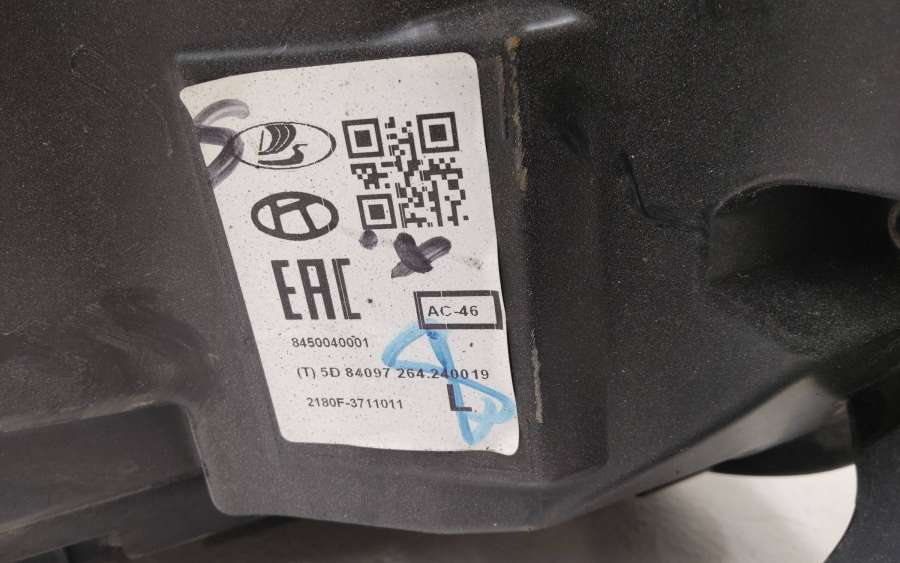 EAC
AC-46
8450040001
(T) 5D 84097 264.240019
2180F-3711011
L